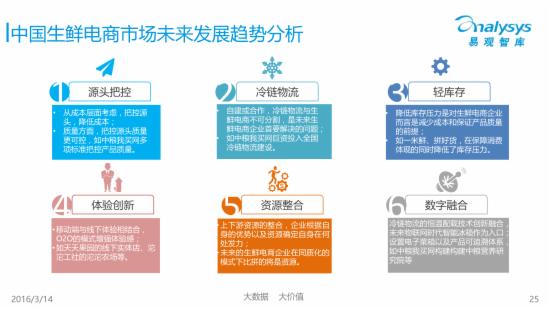 中国生鲜电商市场未来发展趋势分析
analysys
易观智库
1 源头把控
• 从成本层面考虑，把控源
头，降低成本；
• 质量方面，把控源头质量
更可控，如中粮我买网多
项标准把控产品质量。
2 冷链物流
• 自建或合作，冷链物流与生
鲜电商不可分割，是未来生
鲜电商企业首要解决的问题；
• 如中粮我买网巨资投入全国
冷链物流建设。
3 轻库存
• 降低库存压力是对生鲜电商企业
而言是减少成本和保证产品质量
的前提；
• 如一米鲜、拼好货，在保障消费
体现的同时降低了库存压力。
4 体验创新
•移动端与线下体验相结合，
O2O的模式增强体验感；
•如天天果园的线下实体店、沱
沱工社的沱沱农场等。
5 资源整合
•上下游资源的整合，企业根据自
身的优势以及资源确定自身在何
处发力；
•未来的生鲜电商企业在同质化的
模式下比拼的将是资源。
6 数字融合
冷链物流的恒温配载技术创新融合；
未来物联网时代智能冰箱作为入口；
设置电子菜箱以及产品可追溯体系，
如中粮我买网构建构建中粮营养研
究院等
2016/3/14
大数据 大价值
25